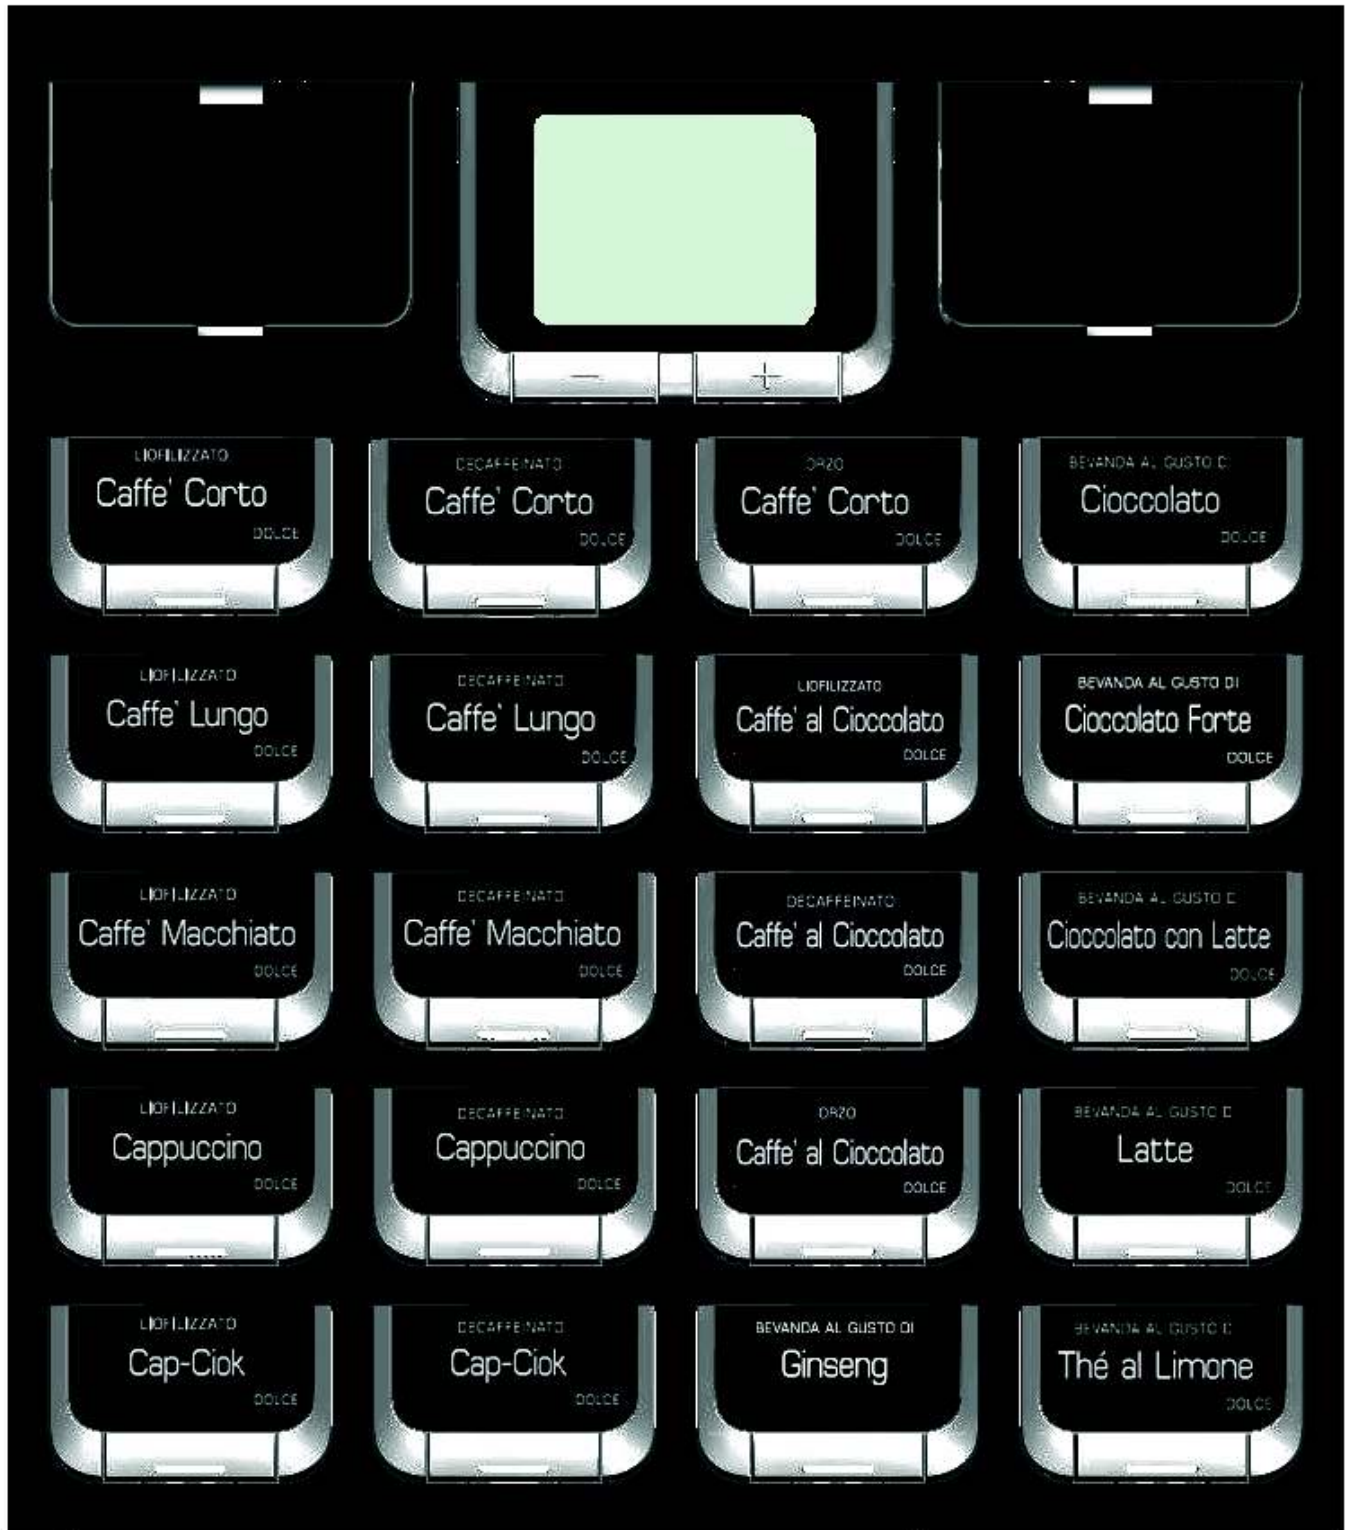 −
+
LIOFILIZZATO
Caffe' Corto
DOLCE
DECAFFEINATO
Caffe' Corto
DOLCE
ORZO
Caffe' Corto
DOLCE
BEVANDA AL GUSTO DI
Cioccolato
DOLCE
LIOFILIZZATO
Caffe' Lungo
DOLCE
DECAFFEINATO
Caffe' Lungo
DOLCE
LIOFILIZZATO
Caffe' al Cioccolato
DOLCE
BEVANDA AL GUSTO DI
Cioccolato Forte
DOLCE
LIOFILIZZATO
Caffe' Macchiato
DOLCE
DECAFFEINATO
Caffe' Macchiato
DOLCE
DECAFFEINATO
Caffe' al Cioccolato
DOLCE
BEVANDA AL GUSTO DI
Cioccolato con Latte
DOLCE
LIOFILIZZATO
Cappuccino
DOLCE
DECAFFEINATO
Cappuccino
DOLCE
ORZO
Caffe' al Cioccolato
DOLCE
BEVANDA AL GUSTO DI
Latte
DOLCE
LIOFILIZZATO
Cap-Ciok
DOLCE
DECAFFEINATO
Cap-Ciok
DOLCE
BEVANDA AL GUSTO DI
Ginseng
BEVANDA AL GUSTO DI
Thé al Limone
DOLCE